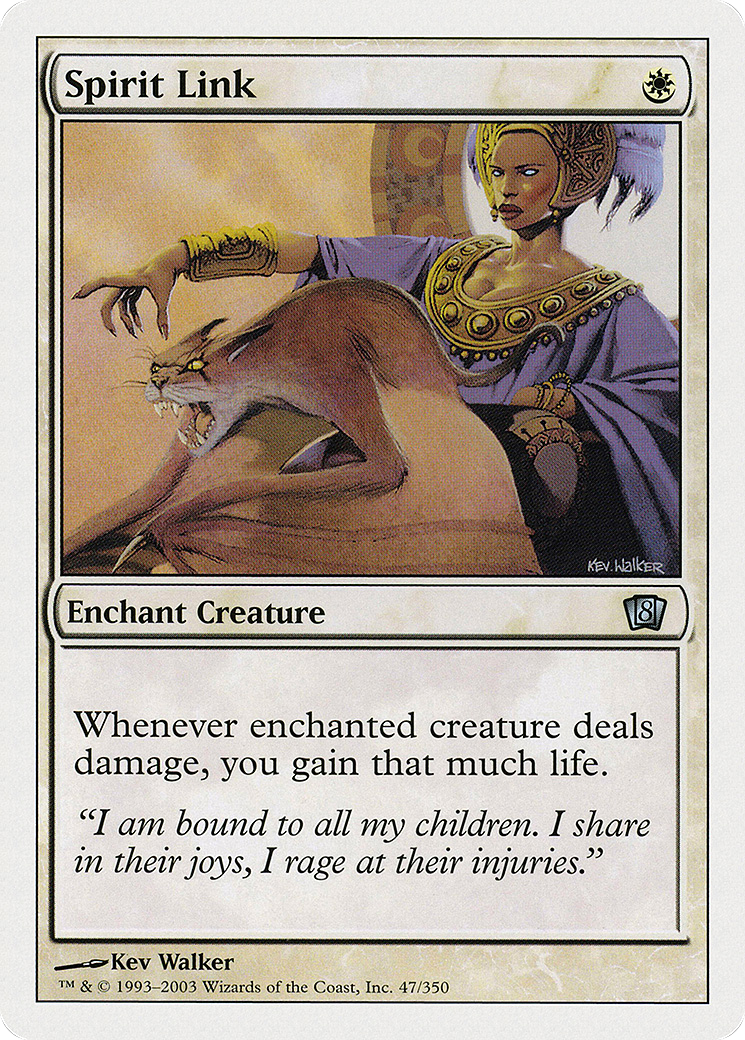 Spirit Link
KEV. WALKER
Enchant Creature
8
Whenever enchanted creature deals
damage, you gain that much life.
“I am bound to all my children. I share
in their joys, I rage at their injuries.”
Kev Walker
™ & © 1993–2003 Wizards of the Coast, Inc. 47/350